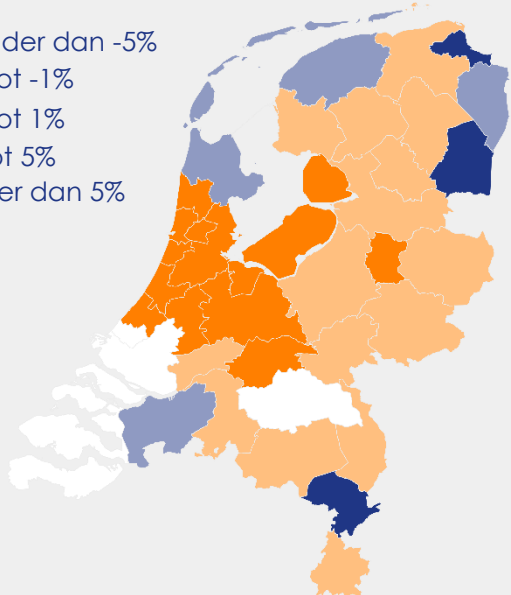 der dan -5%
ot -1%
ot 1%
ot 5%
er dan 5%